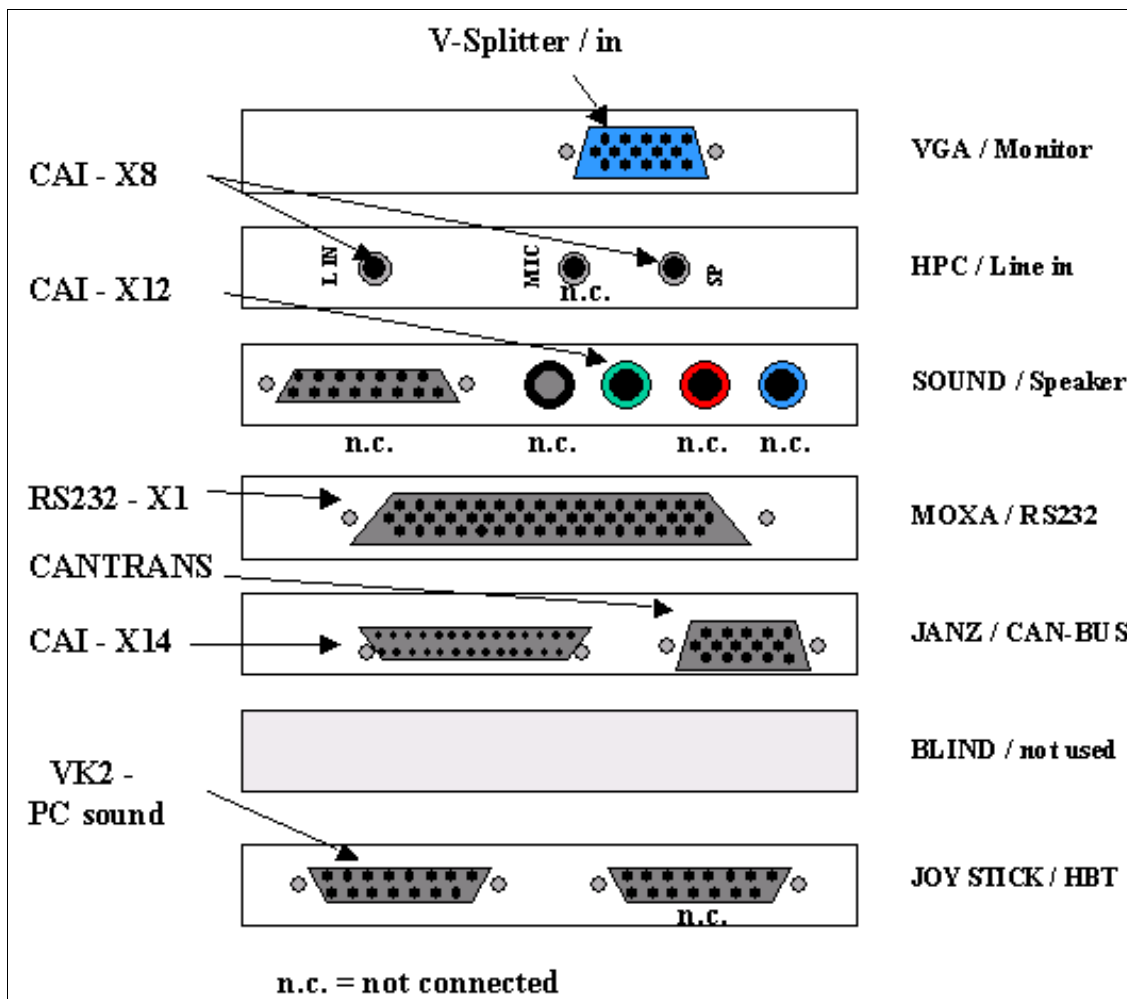 V-Splitter / in
VGA / Monitor
CAI - X8
L IN
MIC
n.c.
SP
HPC / Line in
CAI - X12
SOUND / Speaker
n.c.
n.c.
n.c.
n.c.
RS232 - X1
MOXA / RS232
CANTRANS
CAI - X14
JANZ / CAN-BUS
BLIND / not used
VK2 -
PC sound
JOY STICK / HBT
n.c.
n.c. = not connected